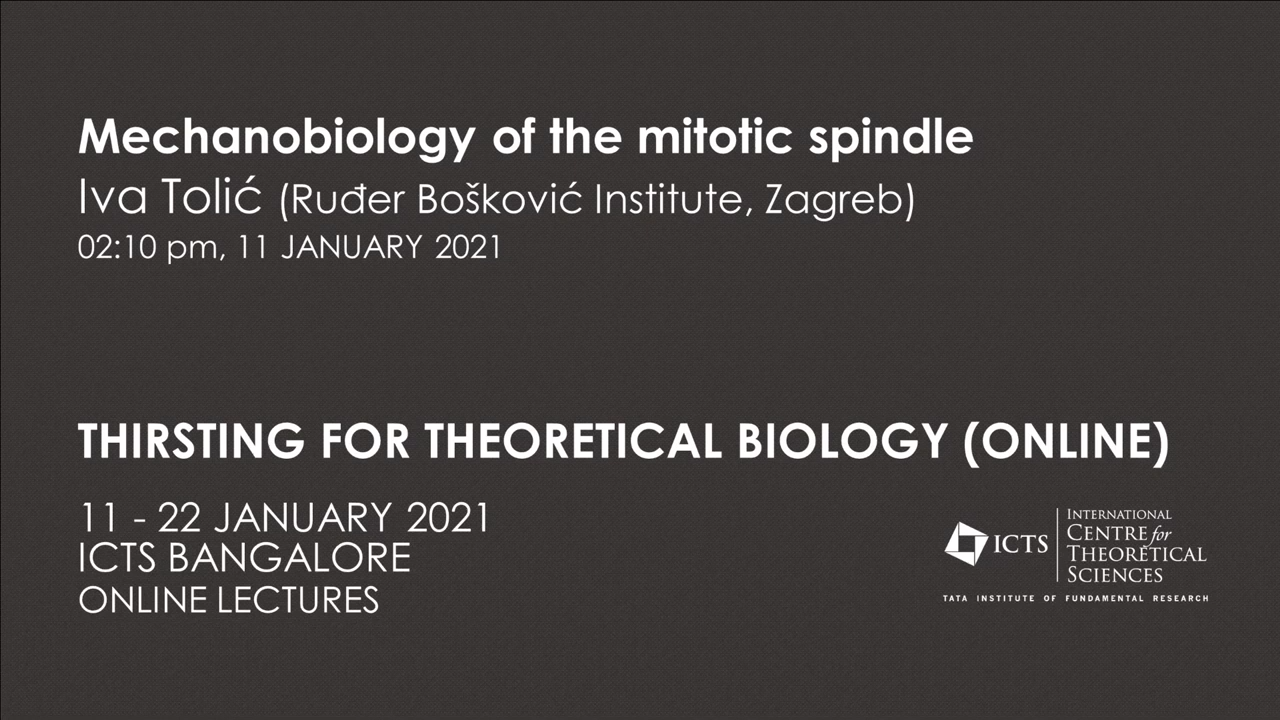 Mechanobiology of the mitotic spindle
Iva Tolić (Ruđer Bošković Institute, Zagreb)
02:10 pm, 11 JANUARY 2021
THIRSTING FOR THEORETICAL BIOLOGY (ONLINE)
11 - 22 JANUARY 2021
ICTS BANGALORE
ONLINE LECTURES
ICTS
INTERNATIONAL
CENTRE for
THEORETICAL
SCIENCES
TATA INSTITUTE OF FUNDAMENTAL RESEARCH